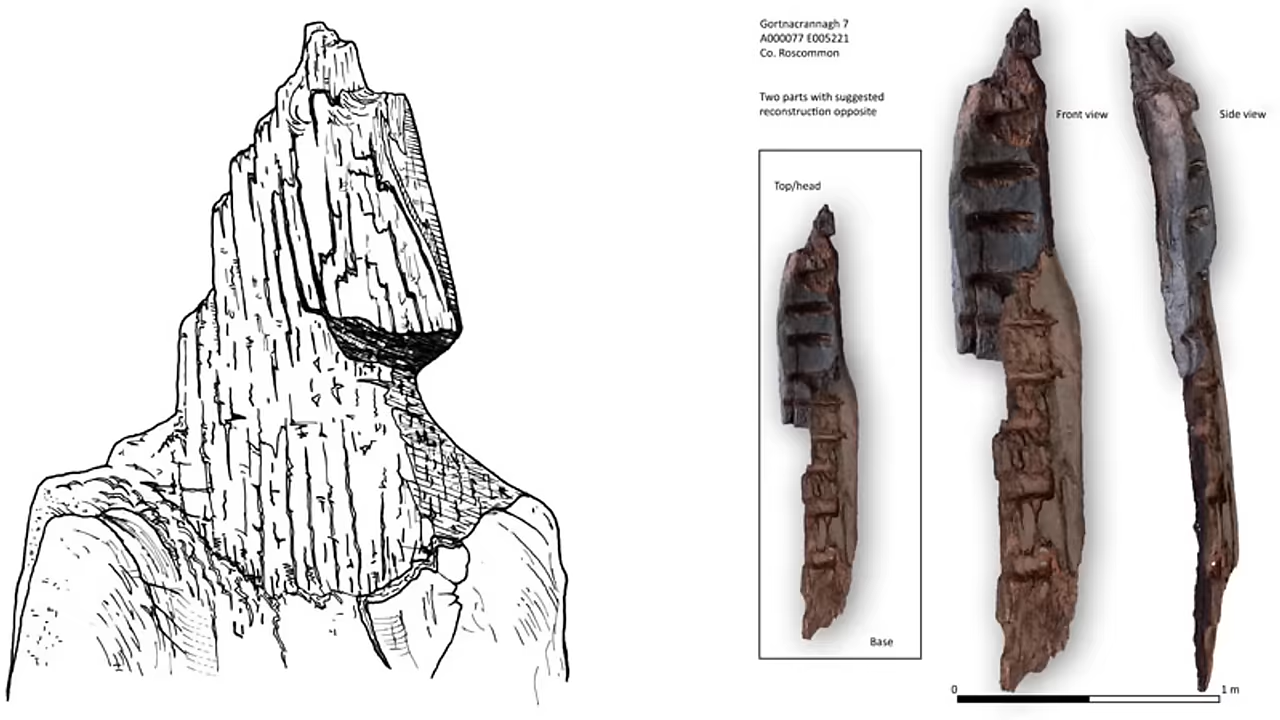 Gortnacrannagh 7
A000077 E005221
Co. Roscommon
Two parts with suggested
reconstruction opposite
Top/head
Base
Front view
Side view
0
1 m